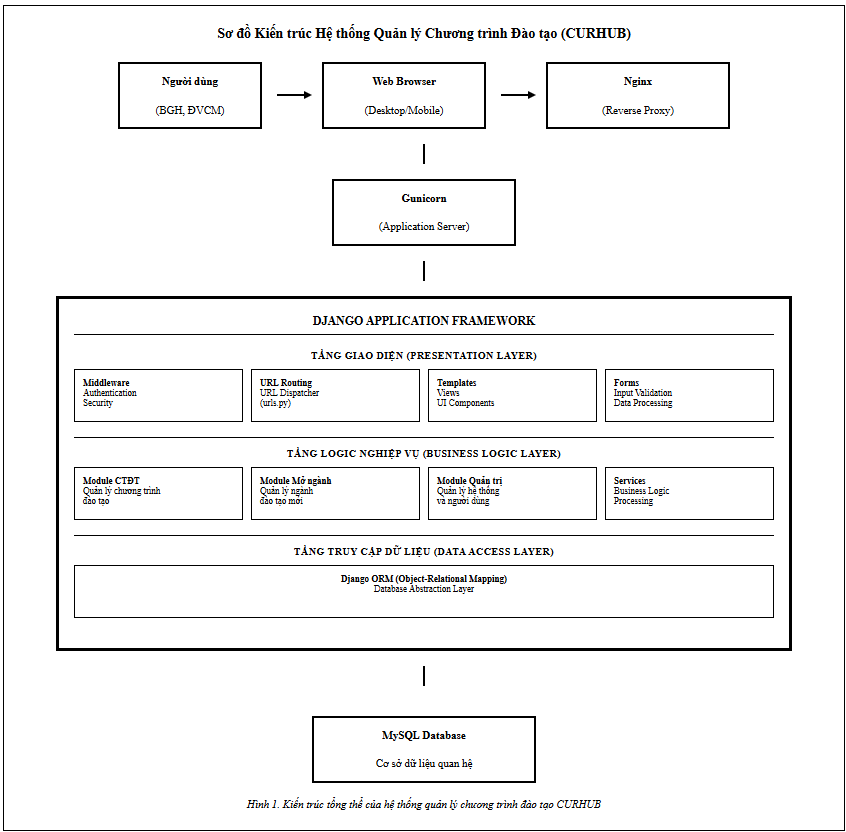 Sơ đồ Kiến trúc Hệ thống Quản lý Chương trình Đào tạo (CURHUB)
Người dùng
(BGH, ĐVCM)
Web Browser
(Desktop/Mobile)
Nginx
(Reverse Proxy)
Gunicorn
(Application Server)
DJANGO APPLICATION FRAMEWORK
TẦNG GIAO DIỆN (PRESENTATION LAYER)
Middleware
Authentication
Security
URL Routing
URL Dispatcher
(urls.py)
Templates
Views
UI Components
Forms
Input Validation
Data Processing
TẦNG LOGIC NGHIỆP VỤ (BUSINESS LOGIC LAYER)
Module CTĐT
Quản lý chương trình
đào tạo
Module Mở ngành
Quản lý ngành
đào tạo mới
Module Quản trị
Quản lý hệ thống
và người dùng
Services
Business Logic
Processing
TẦNG TRUY CẬP DỮ LIỆU (DATA ACCESS LAYER)
Django ORM (Object-Relational Mapping)
Database Abstraction Layer
MySQL Database
Cơ sở dữ liệu quan hệ
Hình 1. Kiến trúc tổng thể của hệ thống quản lý chương trình đào tạo CURHUB